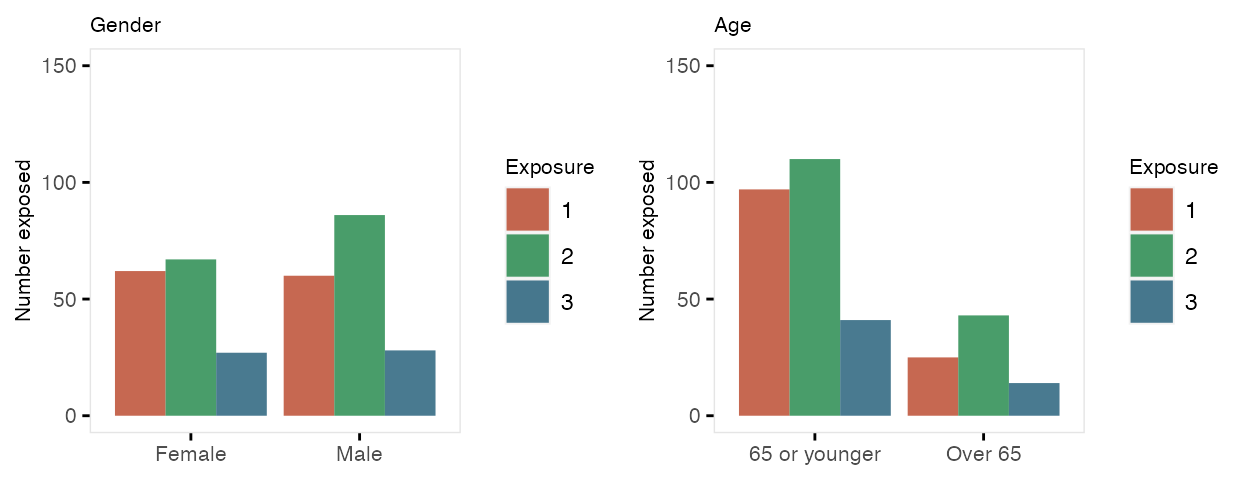 Gender
150
100
50
0
Number exposed
Female Male
Exposure
1
2
3
Age
150
100
50
0
Number exposed
65 or younger Over 65
Exposure
1
2
3